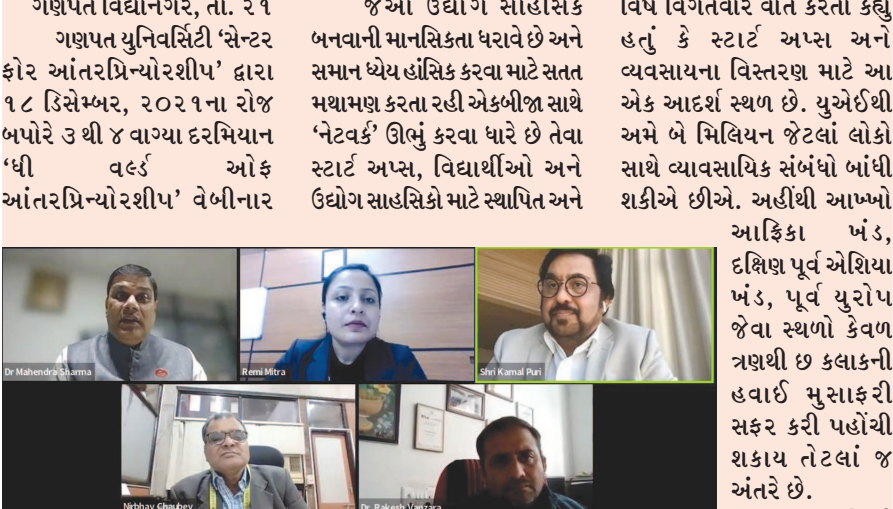 ગણપત વિદ્યાનગર, તા. ૨૧
ગણપત યુનિવર્સિટી ‘સેન્ટર
ફોર આંતરપ્રિન્યોરશીપ’ દ્વારા
૧૮ ડિસેમ્બર, ૨૦૨૧ના રોજ
બપોરે ૩ થી ૪ વાગ્યા દરમિયાન
‘ધી વર્લ્ડ ઓફ
આંતરપ્રિન્યોરશીપ’ વેબીનાર
જેઓ ઉદ્યોગ સાહસિક
બનવાની માનસિકતા ધરાવે છે અને
સમાન ધ્યેય હાંસિક કરવા માટે સતત
મથામણ કરતા રહી એકબીજા સાથે
‘નેટવર્ક’ ઊભું કરવા ધારે છે તેવા
સ્ટાર્ટ અપ્સ, વિદ્યાર્થીઓ અને
ઉદ્યોગ સાહસિકો માટે સ્થાપિત અને
વિષે વિગતવાર વાત કરતા કહ્યું
હતું કે સ્ટાર્ટ અપ્સ અને
વ્યવસાયના વિસ્તરણ માટે આ
એક આદર્શ સ્થળ છે. યુએઈથી
અમે બે મિલિયન જેટલાં લોકો
સાથે વ્યાવસાયિક સંબંધો બાંધી
શકીએ છીએ. અહીંથી આખ્ખો
આફ્રિકા ખંડ,
દક્ષિણ પૂર્વ એશિયા
ખંડ, પૂર્વ યુરોપ
જેવા સ્થળો કેવળ
ત્રણથી છ કલાકની
હવાઈ મુસાફરી
સફર કરી પહોંચી
શકાય તેટલાં જ
અંતરે છે.
Dr Mahendra Sharma
Remi Mitra
Shri Kamal Puri
Nirbhay Chaubey
Dr. Rakesh Vanzara